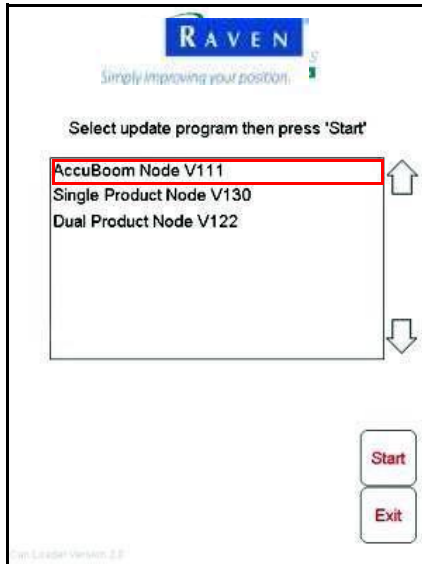 RAVEN
Simply improving your position.
Select update program then press 'Start'
AccuBoom Node V111
Single Product Node V130
Dual Product Node V122
Start
Exit
Can Loader Version 2.0